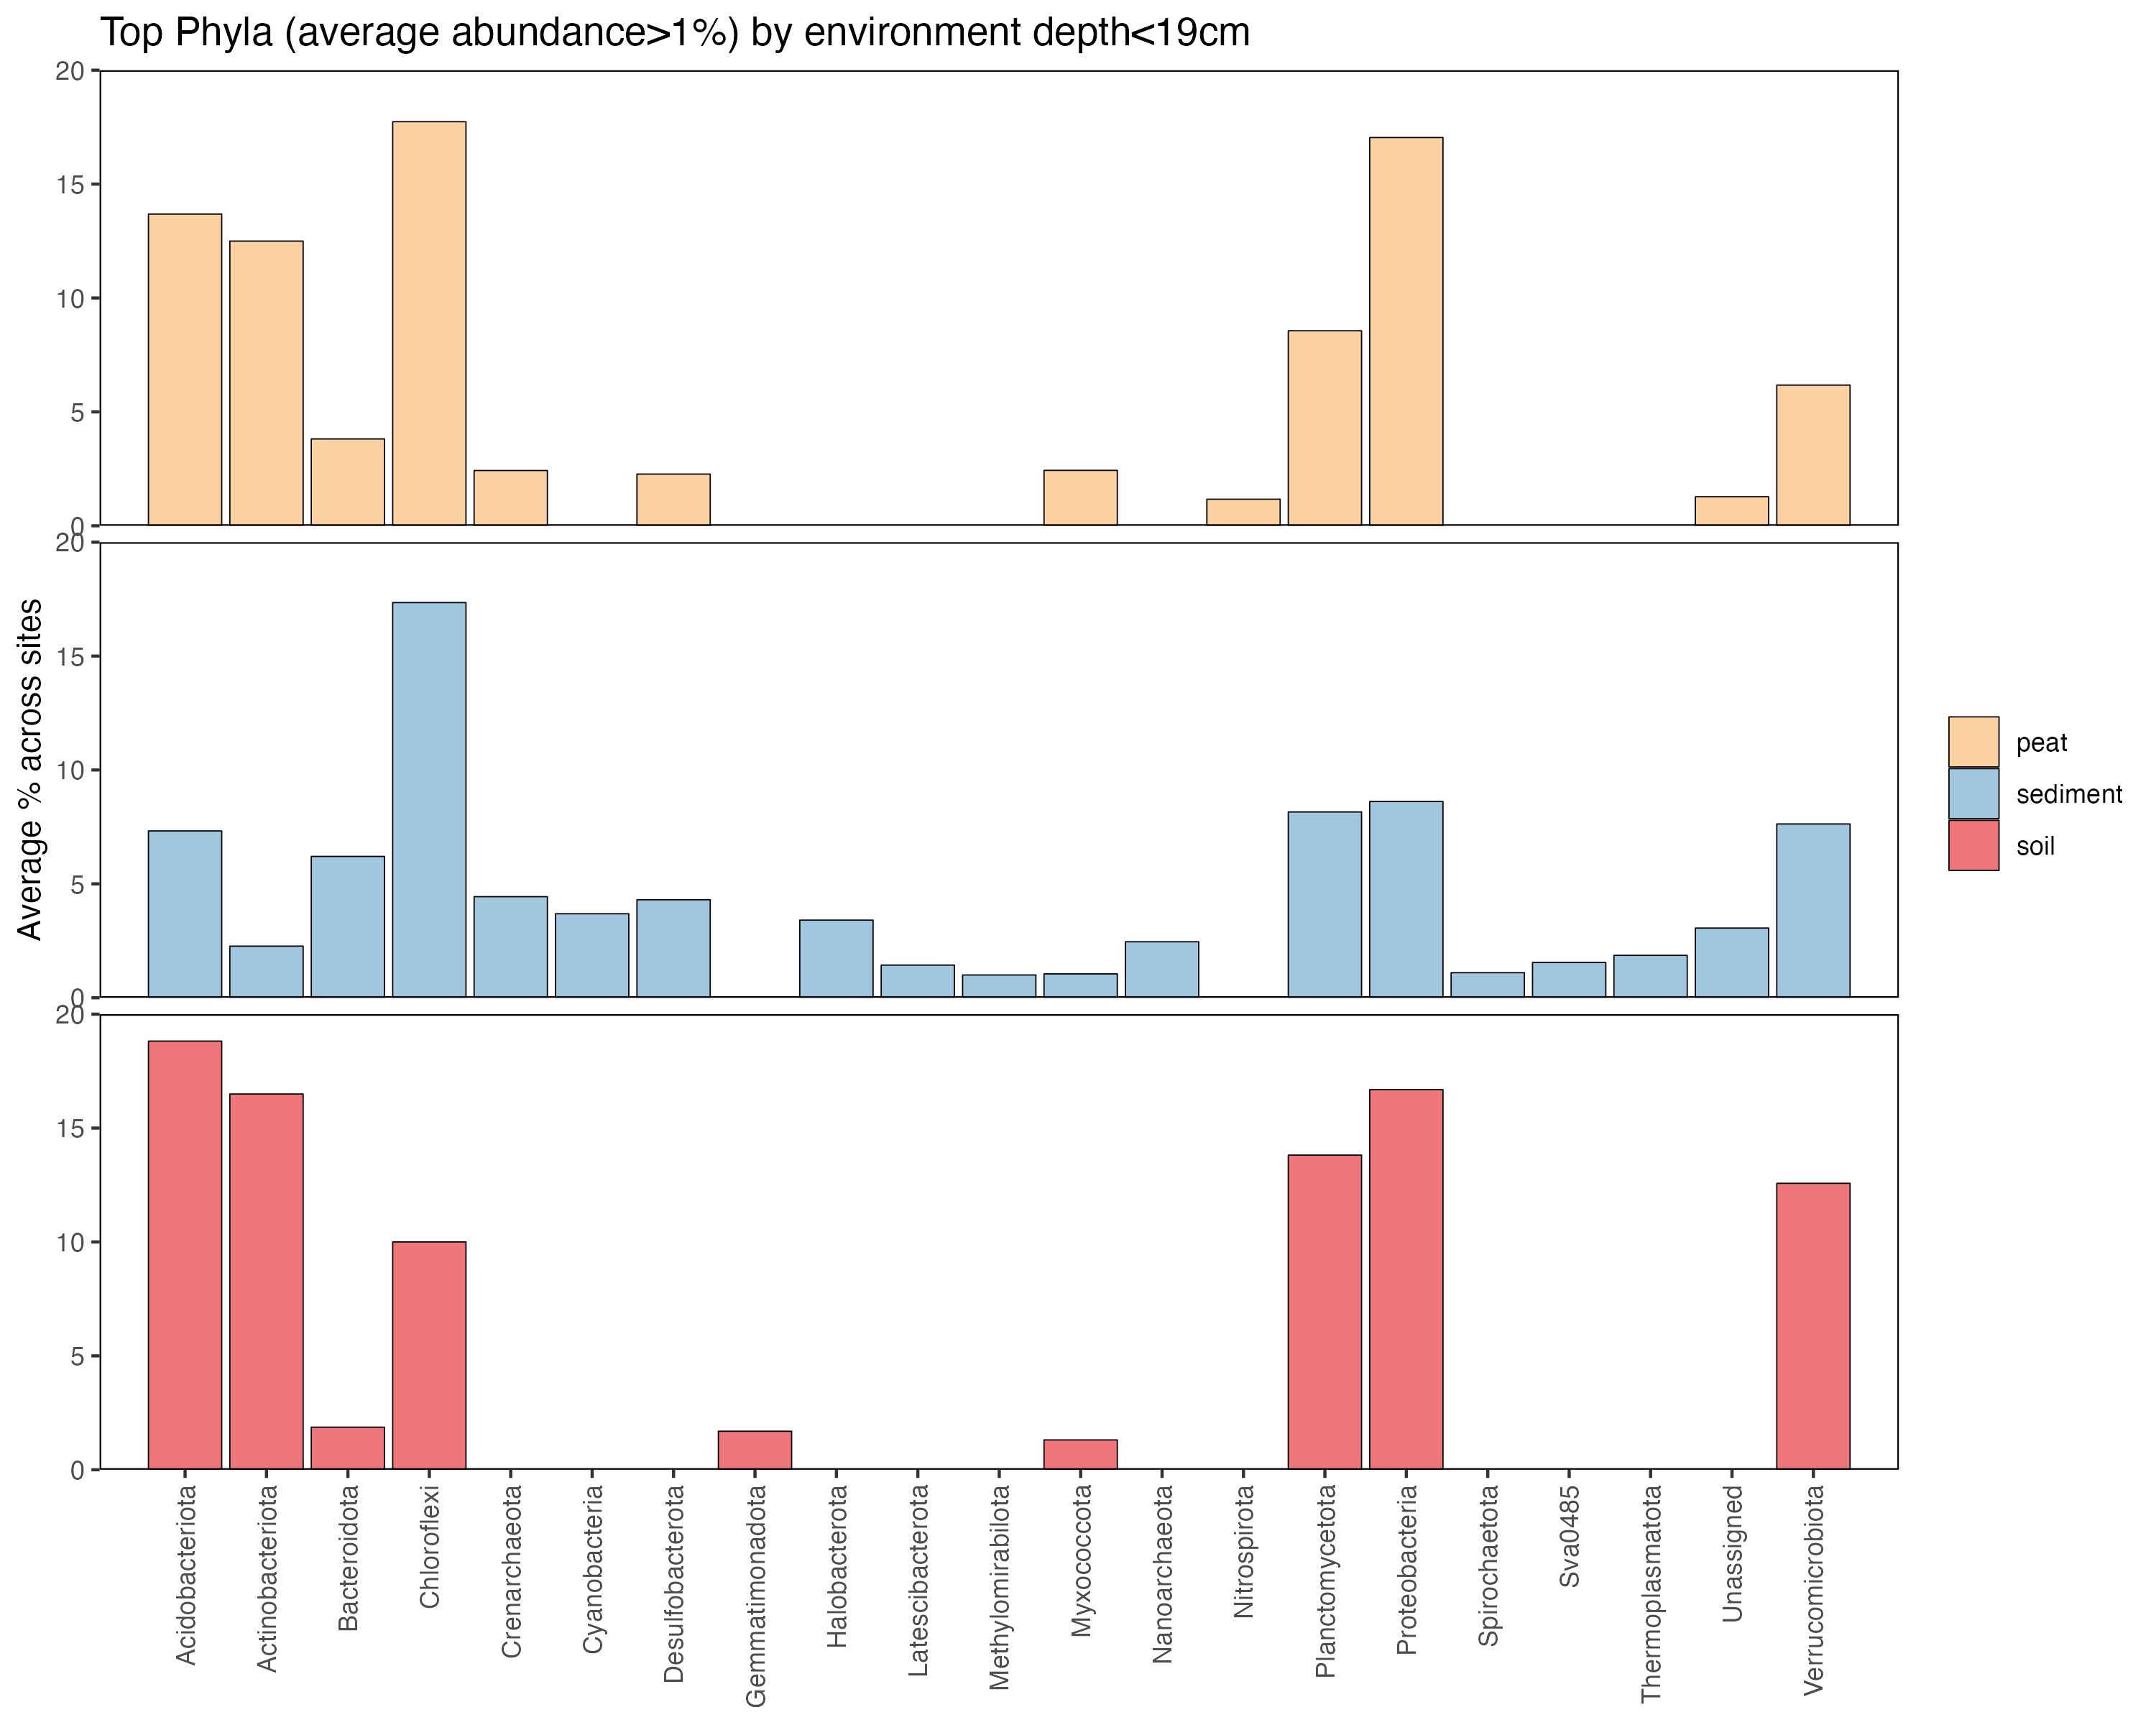 Top Phyla (average abundance>1%) by environment depth<19cm
Average % across sites
20
15
10
5
0
20
15
10
5
0
20
15
10
5
0
Acidobacteriota
Actinobacteriota
Bacteroidota
Chloroflexi
Crenarchaeota
Cyanobacteria
Desulfobacterota
Gemmatimonadota
Halobacterota
Latescibacterota
Methylomirabilota
Myxococcota
Nanoarchaeota
Nitrospirota
Planctomycetota
Proteobacteria
Spirochaetota
Sva0485
Thermoplasmatota
Unassigned
Verrucomicrobiota
peat
sediment
soil